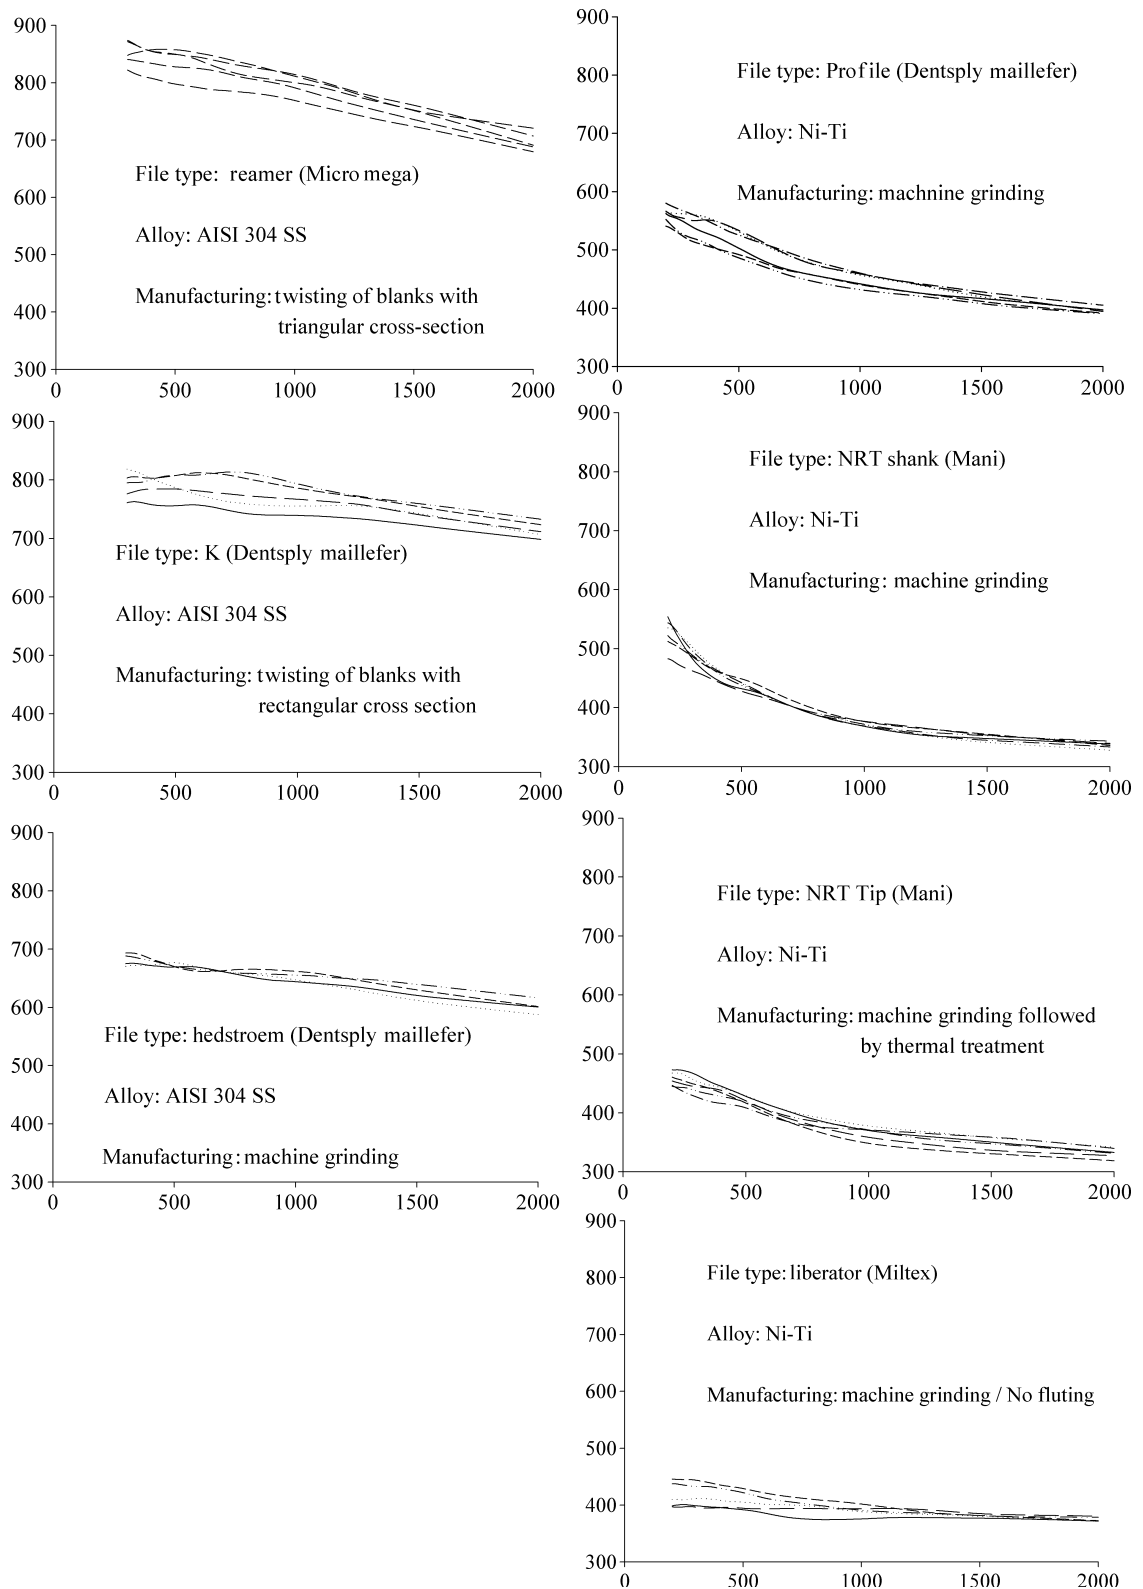 900
800
700
600
500
400
300
0 500 1000 1500 2000
File type: reamer (Micro mega)
Alloy: AISI 304 SS
Manufacturing: twisting of blanks with
triangular cross-section
900
800
700
600
500
400
300
0 500 1000 1500 2000
File type: Profile (Dentsply maillefer)
Alloy: Ni-Ti
Manufacturing: machnine grinding
900
800
700
600
500
400
300
0 500 1000 1500 2000
File type: K (Dentsply maillefer)
Alloy: AISI 304 SS
Manufacturing: twisting of blanks with
rectangular cross section
900
800
700
600
500
400
300
0 500 1000 1500 2000
File type: NRT shank (Mani)
Alloy: Ni-Ti
Manufacturing: machine grinding
900
800
700
600
500
400
300
0 500 1000 1500 2000
File type: hedstroem (Dentsply maillefer)
Alloy: AISI 304 SS
Manufacturing: machine grinding
900
800
700
600
500
400
300
0 500 1000 1500 2000
File type: NRT Tip (Mani)
Alloy: Ni-Ti
Manufacturing: machine grinding followed
by thermal treatment
900
800
700
600
500
400
300
0 500 1000 1500 2000
File type: liberator (Miltex)
Alloy: Ni-Ti
Manufacturing: machine grinding / No fluting